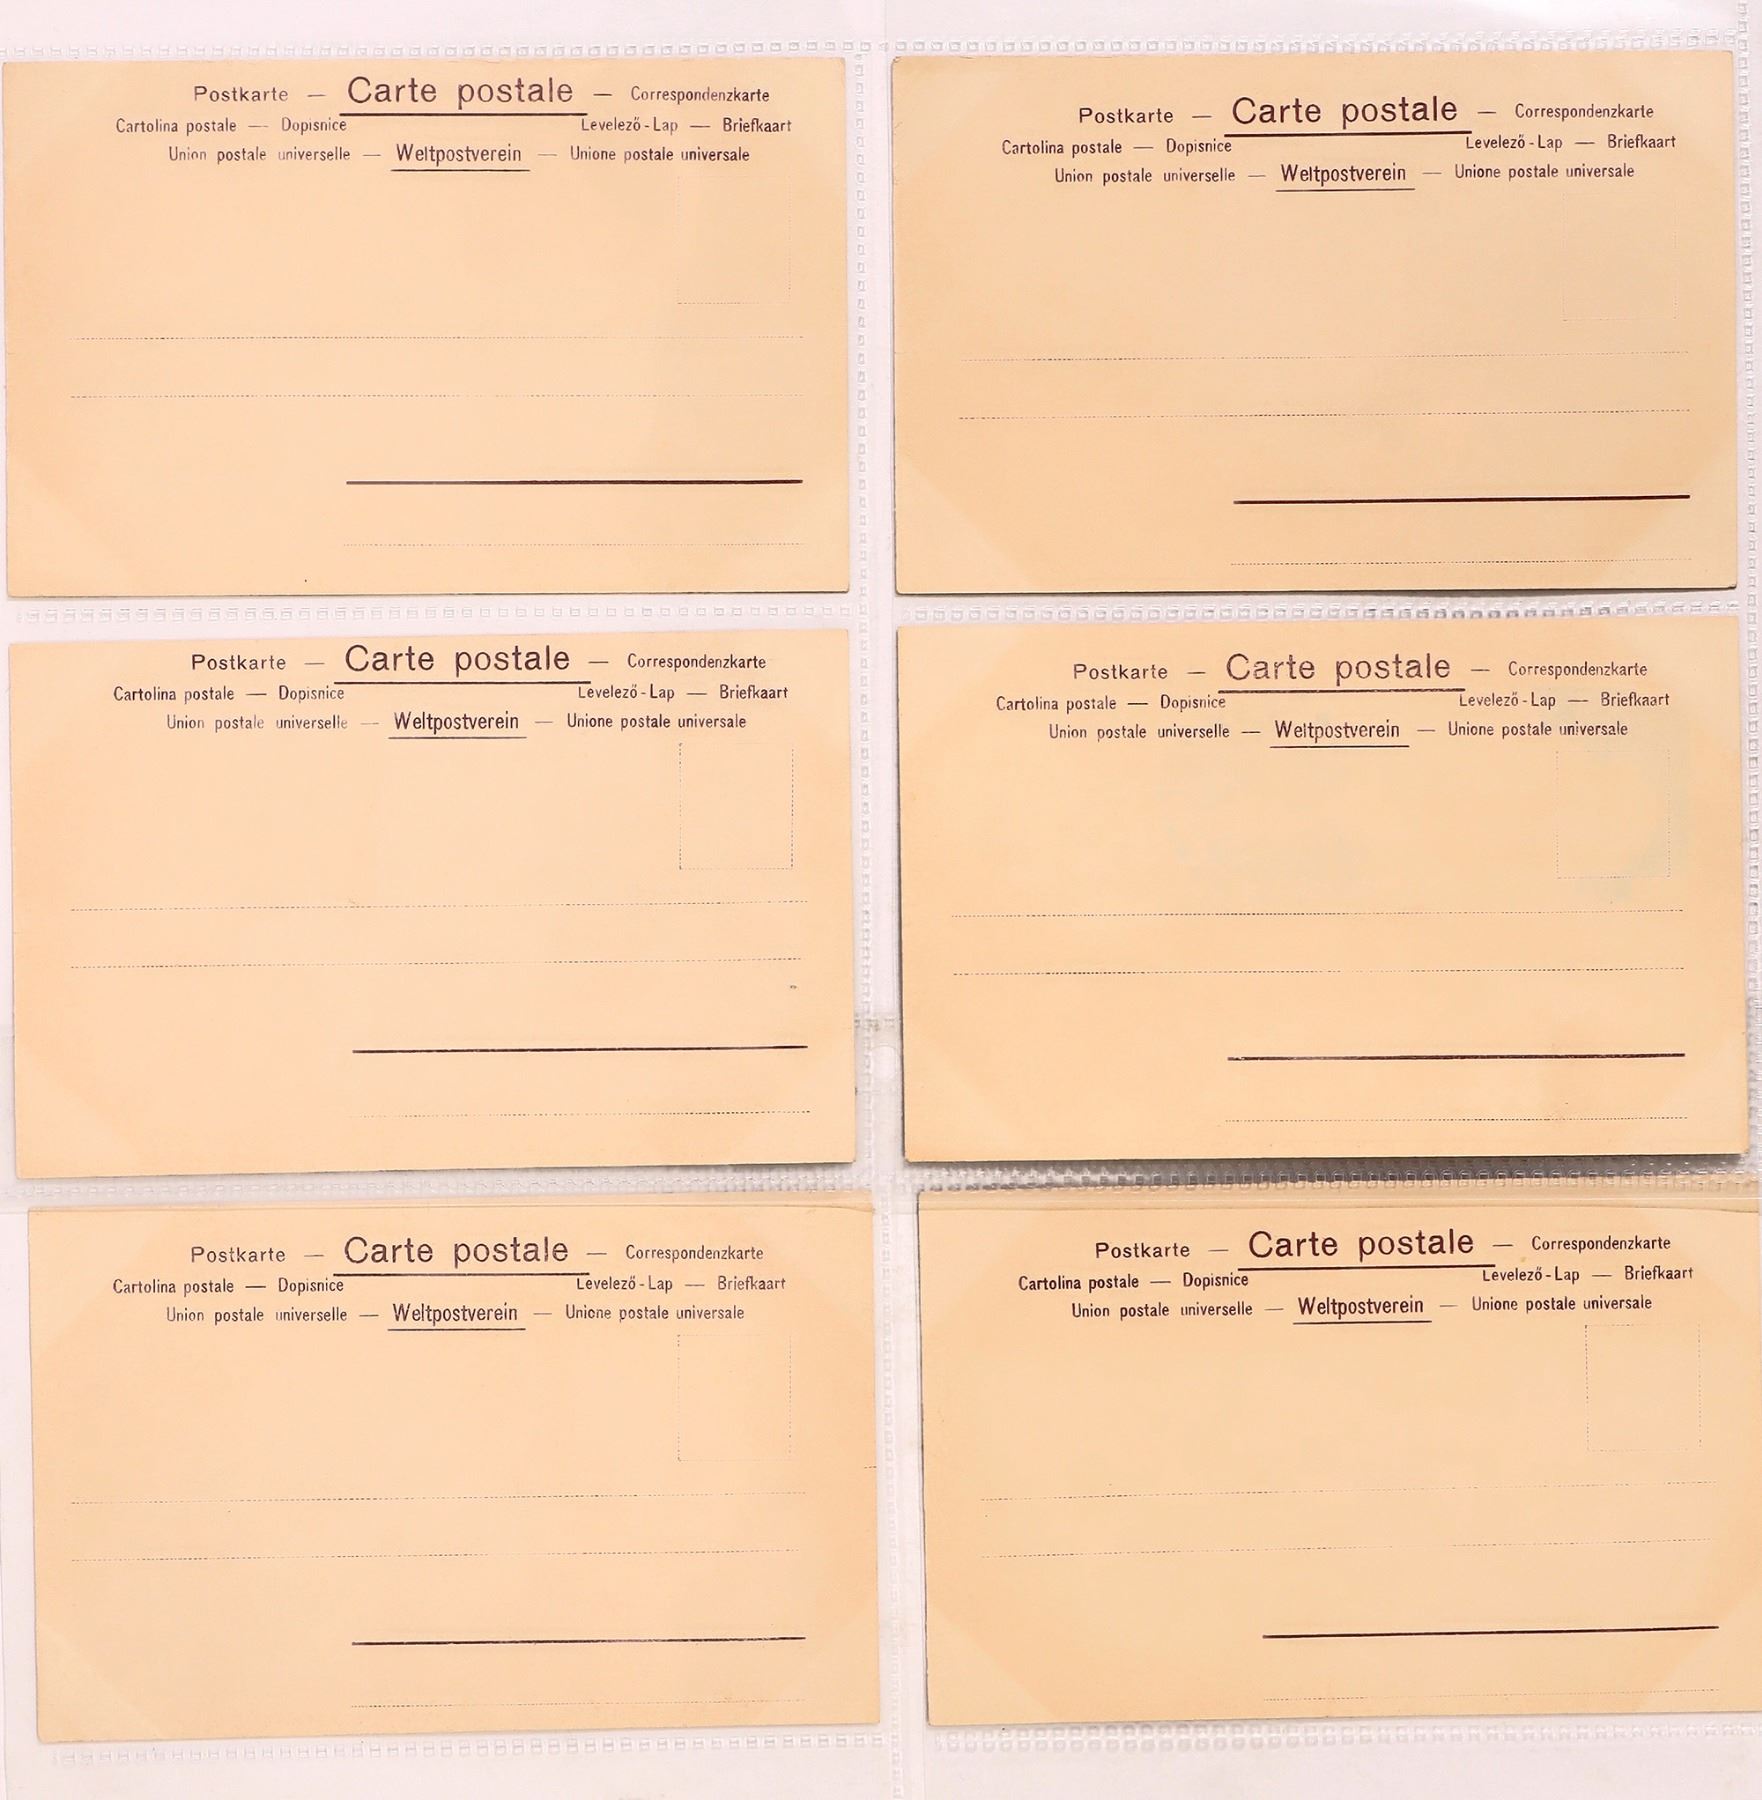 Postkarte — Carte postale — Correspondenzkarte
Cartolina postale — Dopisnice Levelező-Lap — Briefkaart
Union postale universelle — Weltpostverein — Unione postale universale
Postkarte — Carte postale — Correspondenzkarte
Cartolina postale — Dopisnice Levelező-Lap — Briefkaart
Union postale universelle — Weltpostverein — Unione postale universale
Postkarte — Carte postale — Correspondenzkarte
Cartolina postale — Dopisnice Levelező-Lap — Briefkaart
Union postale universelle — Weltpostverein — Unione postale universale
Postkarte — Carte postale — Correspondenzkarte
Cartolina postale — Dopisnice Levelező-Lap — Briefkaart
Union postale universelle — Weltpostverein — Unione postale universale
Postkarte — Carte postale — Correspondenzkarte
Cartolina postale — Dopisnice Levelező-Lap — Briefkaart
Union postale universelle — Weltpostverein — Unione postale universale
Postkarte — Carte postale — Correspondenzkarte
Cartolina postale — Dopisnice Levelező-Lap — Briefkaart
Union postale universelle — Weltpostverein — Unione postale universale